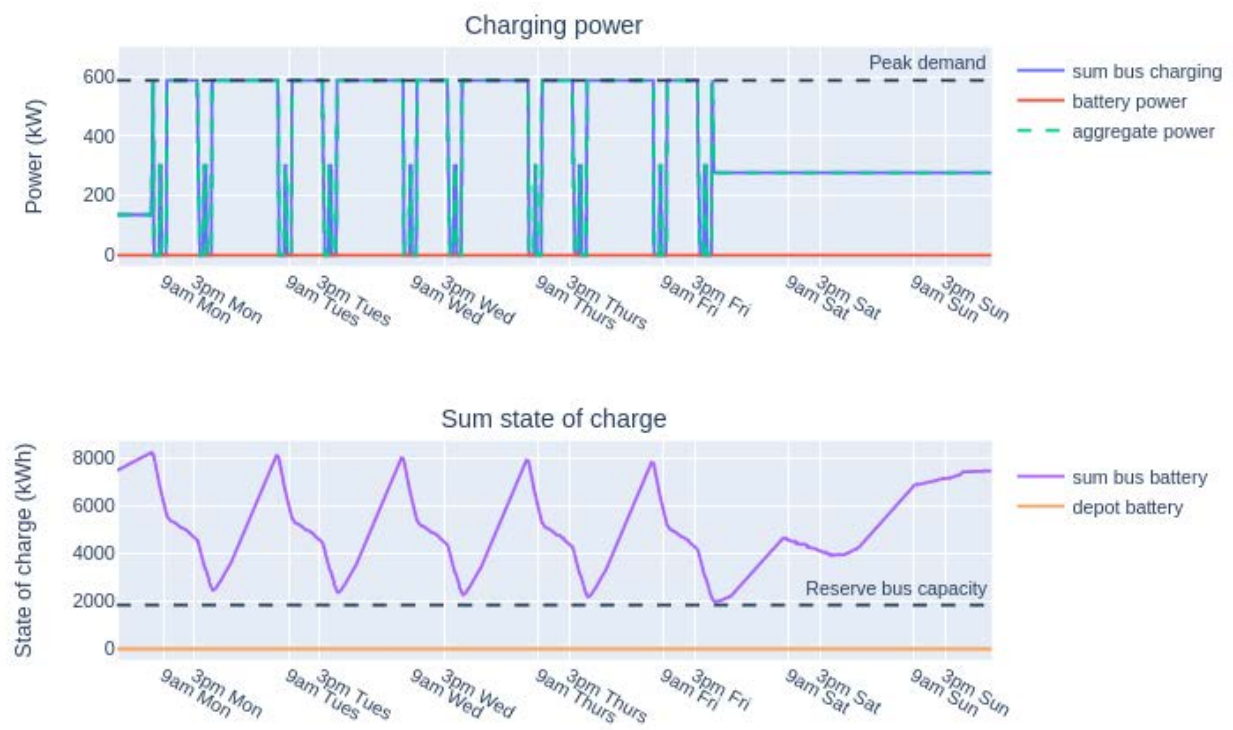 Charging power
Power (kW)
600
400
200
0
Peak demand
sum bus charging
battery power
aggregate power
9am Mon
3pm Mon
9am Tues
3pm Tues
9am Wed
3pm Wed
9am Thurs
3pm Thurs
9am Fri
3pm Fri
9am Sat
3pm Sat
9am Sun
3pm Sun
Sum state of charge
State of charge (kWh)
8000
6000
4000
2000
0
Reserve bus capacity
sum bus battery
depot battery
9am Mon
3pm Mon
9am Tues
3pm Tues
9am Wed
3pm Wed
9am Thurs
3pm Thurs
9am Fri
3pm Fri
9am Sat
3pm Sat
9am Sun
3pm Sun